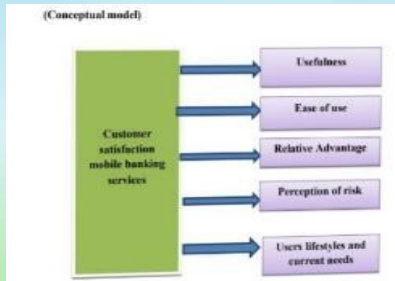 (Conceptual model)
Usefulness
Ease of use
Customer
satisfaction
mobile banking
services
Relative Advantage
Perception of risk
Users lifestyles and
current needs